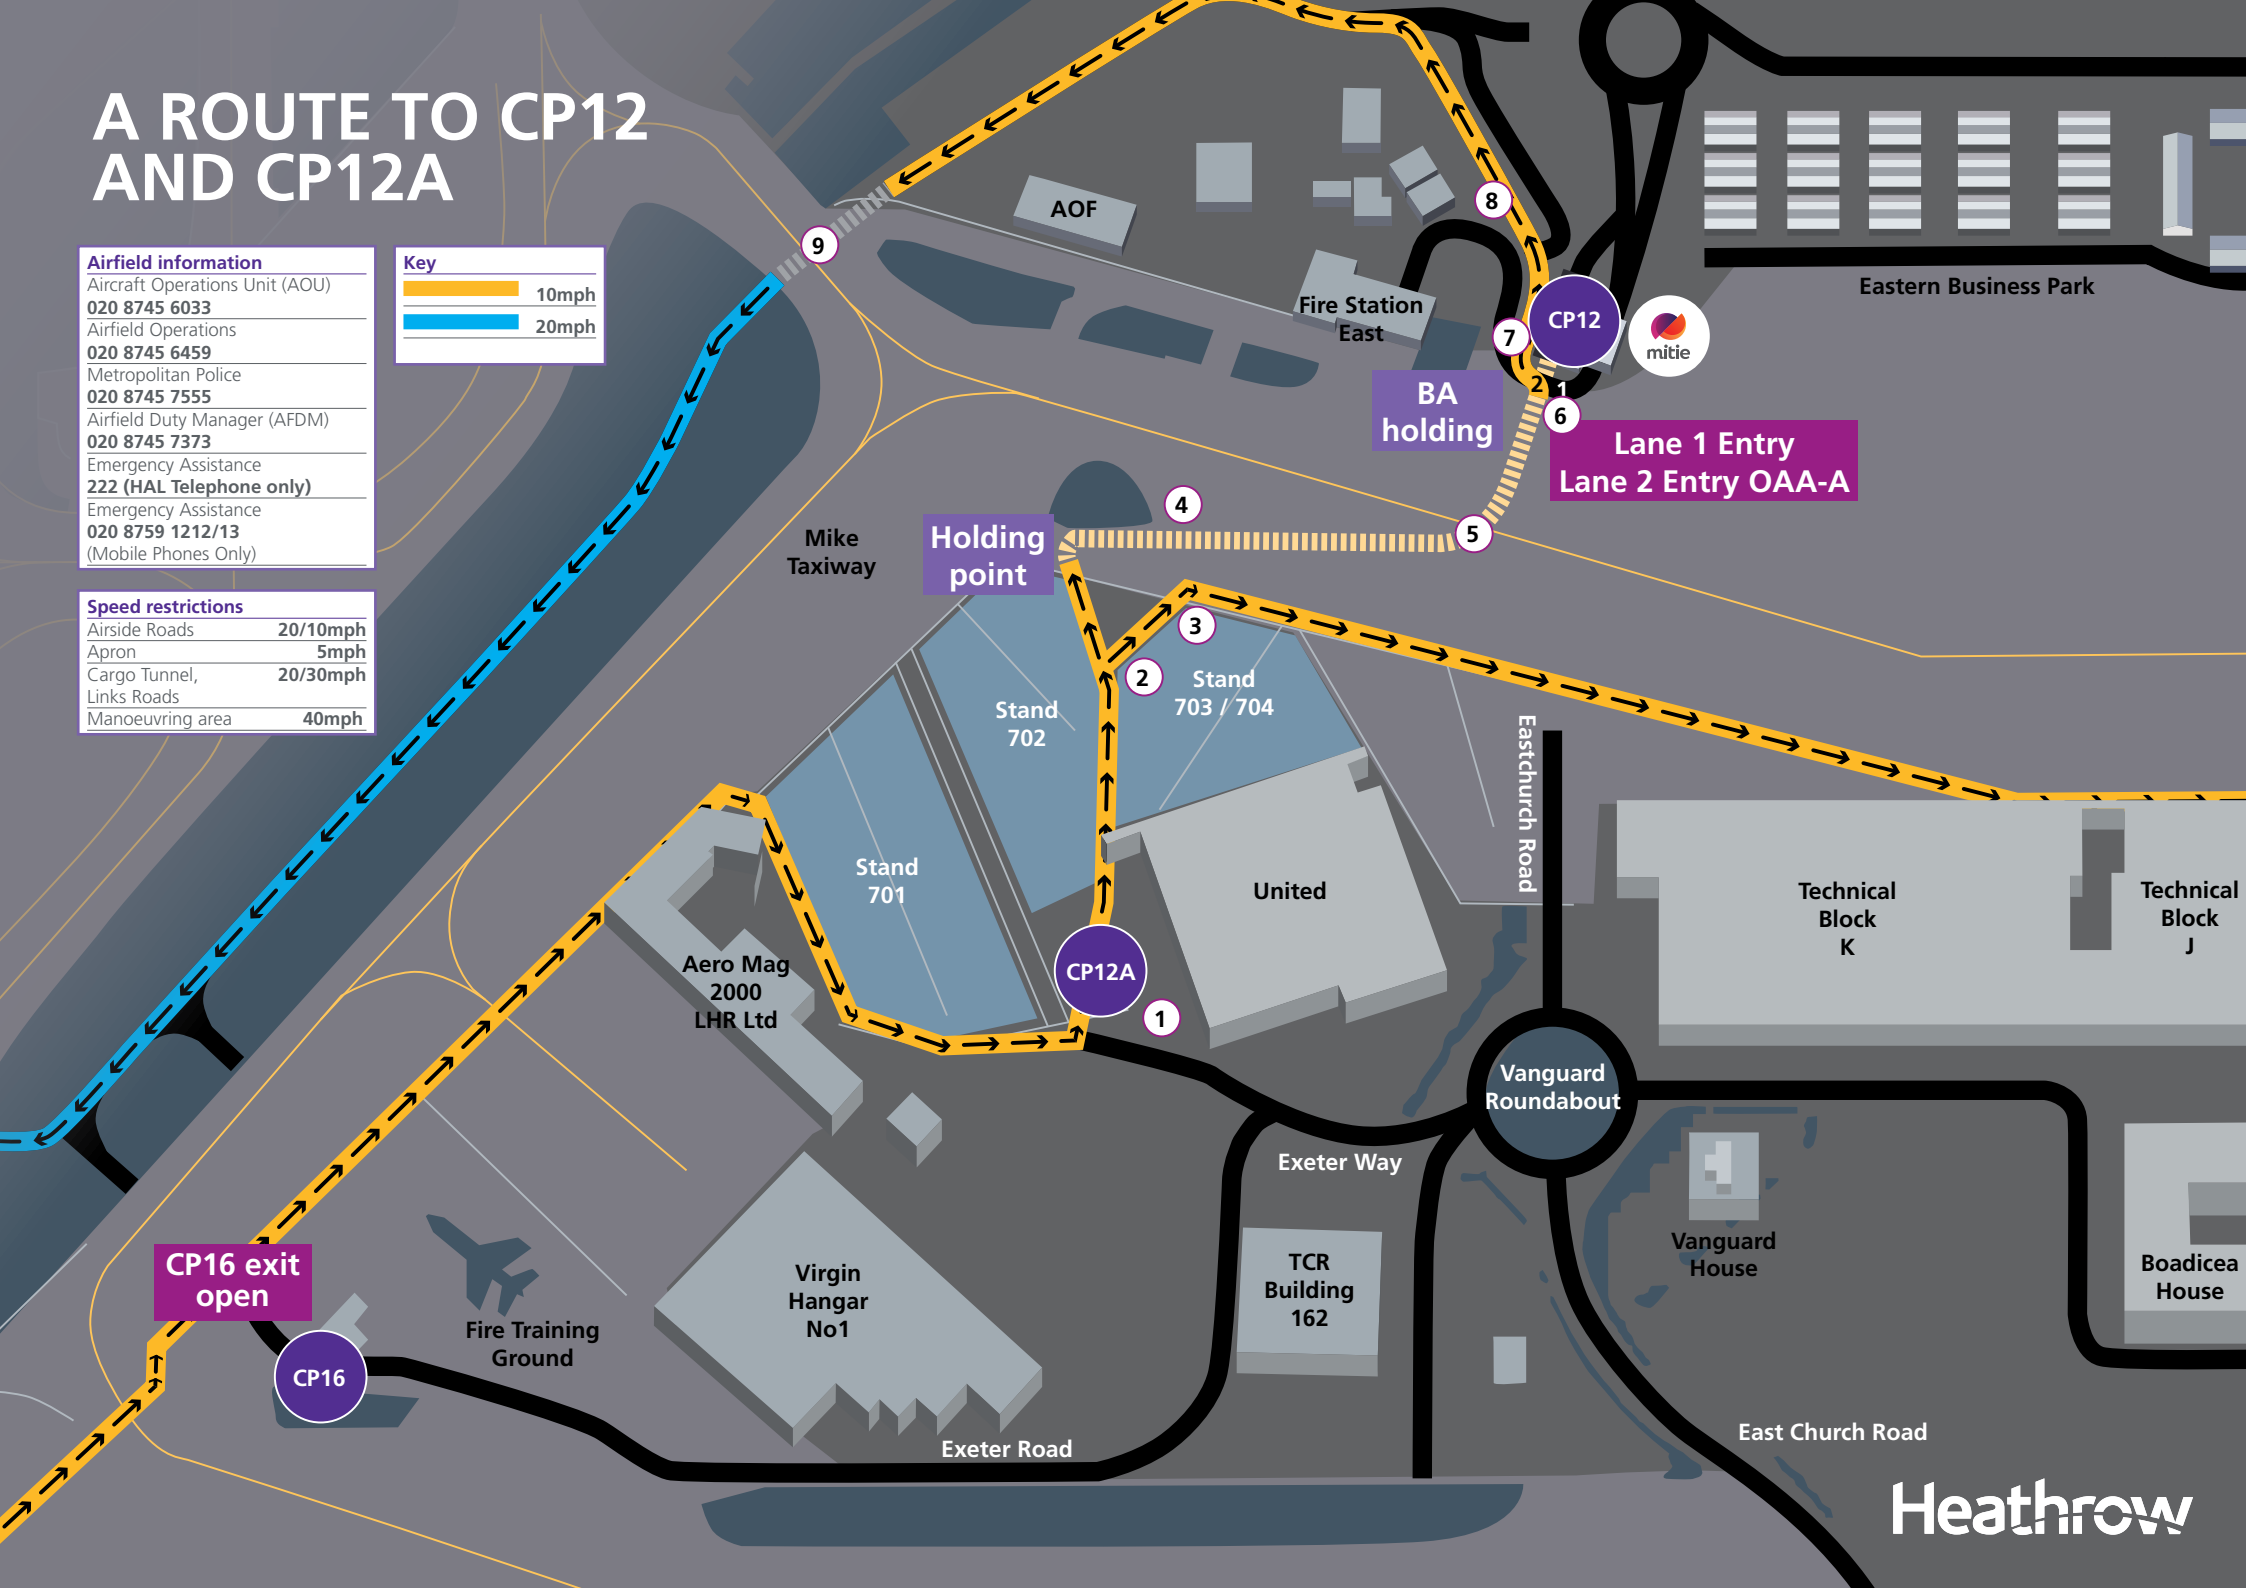 A ROUTE TO CP12
AND CP12A
Airfield information
Aircraft Operations Unit (AOU)
020 8745 6033
Airfield Operations
020 8745 6459
Metropolitan Police
020 8745 7555
Airfield Duty Manager (AFDM)
020 8745 7373
Emergency Assistance
222 (HAL Telephone only)
Emergency Assistance
020 8759 1212/13
(Mobile Phones Only)
Key
10mph
20mph
Speed restrictions
Airside Roads 20/10mph
Apron 5mph
Cargo Tunnel, 20/30mph
Links Roads
Manoeuvring area 40mph
AOF
8
9
Fire Station
East
7
CP12
mitie
Eastern Business Park
2 1
6
BA
holding
Lane 1 Entry
Lane 2 Entry OAA-A
4
5
Holding
point
Mike
Taxiway
3
2
Stand
703 / 704
Stand
702
Stand
701
Eastchurch Road
United
Technical
Block
K
Technical
Block
J
Aero Mag
2000
LHR Ltd
CP12A
1
Vanguard
Roundabout
Exeter Way
Vanguard
House
CP16 exit
open
CP16
Fire Training
Ground
Virgin
Hangar
No1
TCR
Building
162
Boadicea
House
Exeter Road
East Church Road
Heathrow